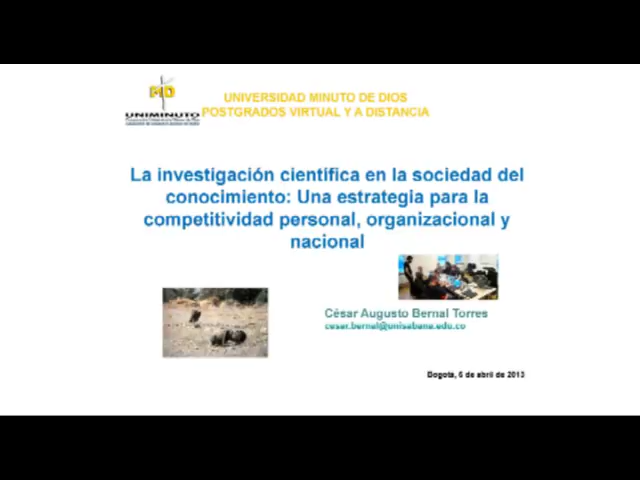 UNIVERSIDAD MINUTO DE DIOS
POSTGRADOS VIRTUAL Y A DISTANCIA
UNIMINUTO
La investigación científica en la sociedad del
conocimiento: Una estrategia para la
competitividad personal, organizacional y
nacional
César Augusto Bernal Torres
cesar.bernal@unisabana.edu.co
Bogota, 6 de abril de 2013